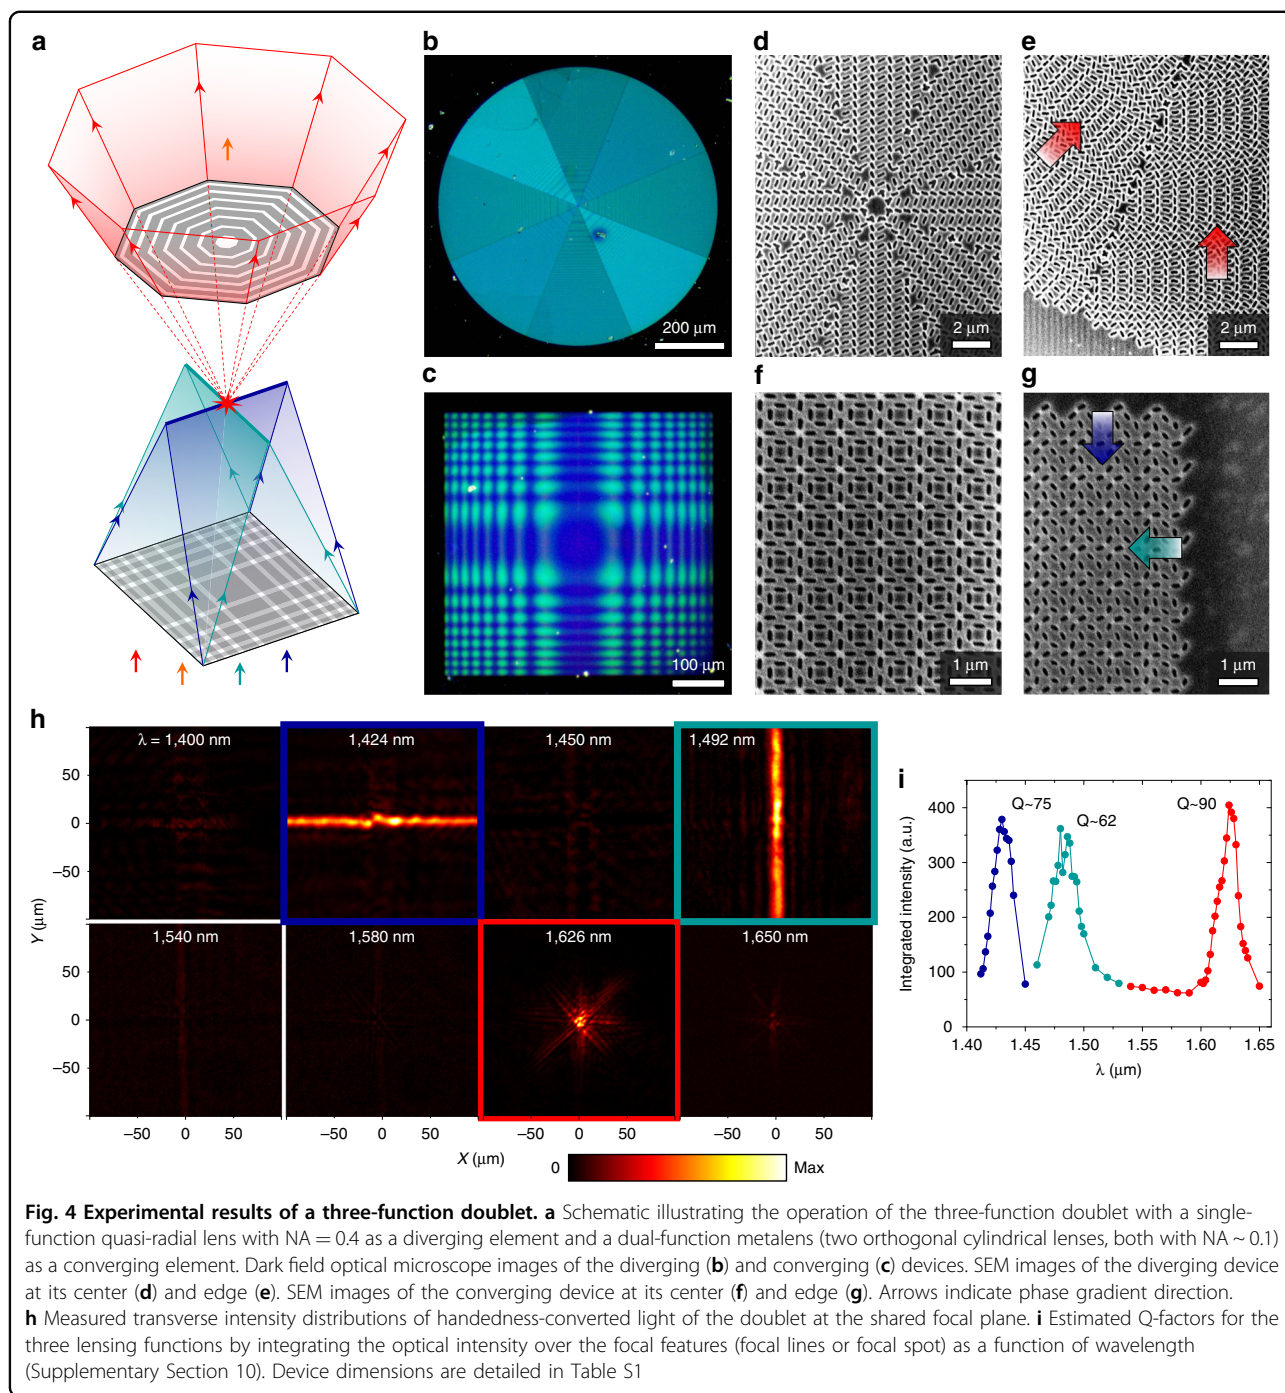 a
b
200 μm
c
100 μm
d
2 μm
e
2 μm
f
1 μm
g
1 μm
h
λ = 1,400 nm
1,424 nm
1,450 nm
1,492 nm
1,540 nm
1,580 nm
1,626 nm
1,650 nm
50
0
–50
50
0
–50
Y (μm)
–50 0 50 –50 0 50 –50 0 50 –50 0 50
X (μm)
0 Max
i
Q~75
Q~62
Q~90
400
300
200
100
0
Integrated intensity (a.u.)
1.40 1.45 1.50 1.55 1.60 1.65
λ (μm)
Fig. 4 Experimental results of a three-function doublet. a Schematic illustrating the operation of the three-function doublet with a single-
function quasi-radial lens with NA = 0.4 as a diverging element and a dual-function metalens (two orthogonal cylindrical lenses, both with NA ~ 0.1)
as a converging element. Dark field optical microscope images of the diverging (b) and converging (c) devices. SEM images of the diverging device
at its center (d) and edge (e). SEM images of the converging device at its center (f) and edge (g). Arrows indicate phase gradient direction.
h Measured transverse intensity distributions of handedness-converted light of the doublet at the shared focal plane. i Estimated Q-factors for the
three lensing functions by integrating the optical intensity over the focal features (focal lines or focal spot) as a function of wavelength
(Supplementary Section 10). Device dimensions are detailed in Table S1